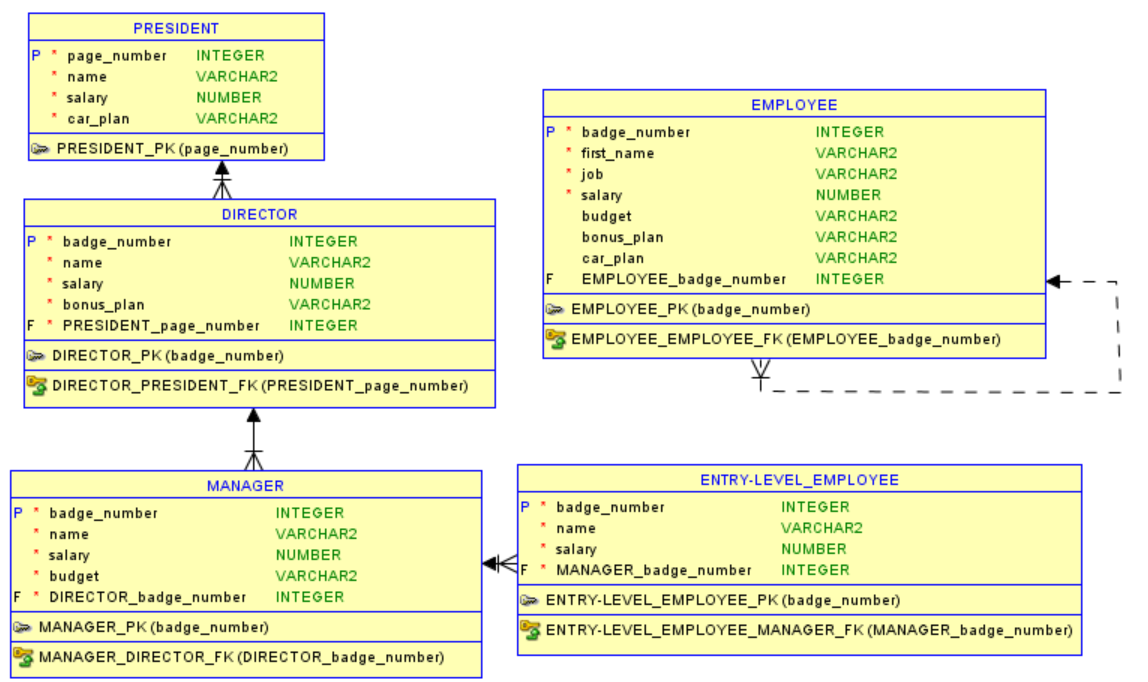 PRESIDENT
P * page_number INTEGER
* name VARCHAR2
* salary NUMBER
* car_plan VARCHAR2
PRESIDENT_PK (page_number)
DIRECTOR
P * badge_number INTEGER
* name VARCHAR2
* salary NUMBER
* bonus_plan VARCHAR2
F * PRESIDENT_page_number INTEGER
DIRECTOR_PK (badge_number)
DIRECTOR_PRESIDENT_FK (PRESIDENT_page_number)
MANAGER
P * badge_number INTEGER
* name VARCHAR2
* salary NUMBER
* budget VARCHAR2
F * DIRECTOR_badge_number INTEGER
MANAGER_PK (badge_number)
MANAGER_DIRECTOR_FK (DIRECTOR_badge_number)
EMPLOYEE
P * badge_number INTEGER
* first_name VARCHAR2
* job VARCHAR2
* salary NUMBER
budget VARCHAR2
bonus_plan VARCHAR2
car_plan VARCHAR2
F EMPLOYEE_badge_number INTEGER
EMPLOYEE_PK (badge_number)
EMPLOYEE_EMPLOYEE_FK (EMPLOYEE_badge_number)
ENTRY-LEVEL_EMPLOYEE
P * badge_number INTEGER
* name VARCHAR2
* salary NUMBER
F * MANAGER_badge_number INTEGER
ENTRY-LEVEL_EMPLOYEE_PK (badge_number)
ENTRY-LEVEL_EMPLOYEE_MANAGER_FK (MANAGER_badge_number)